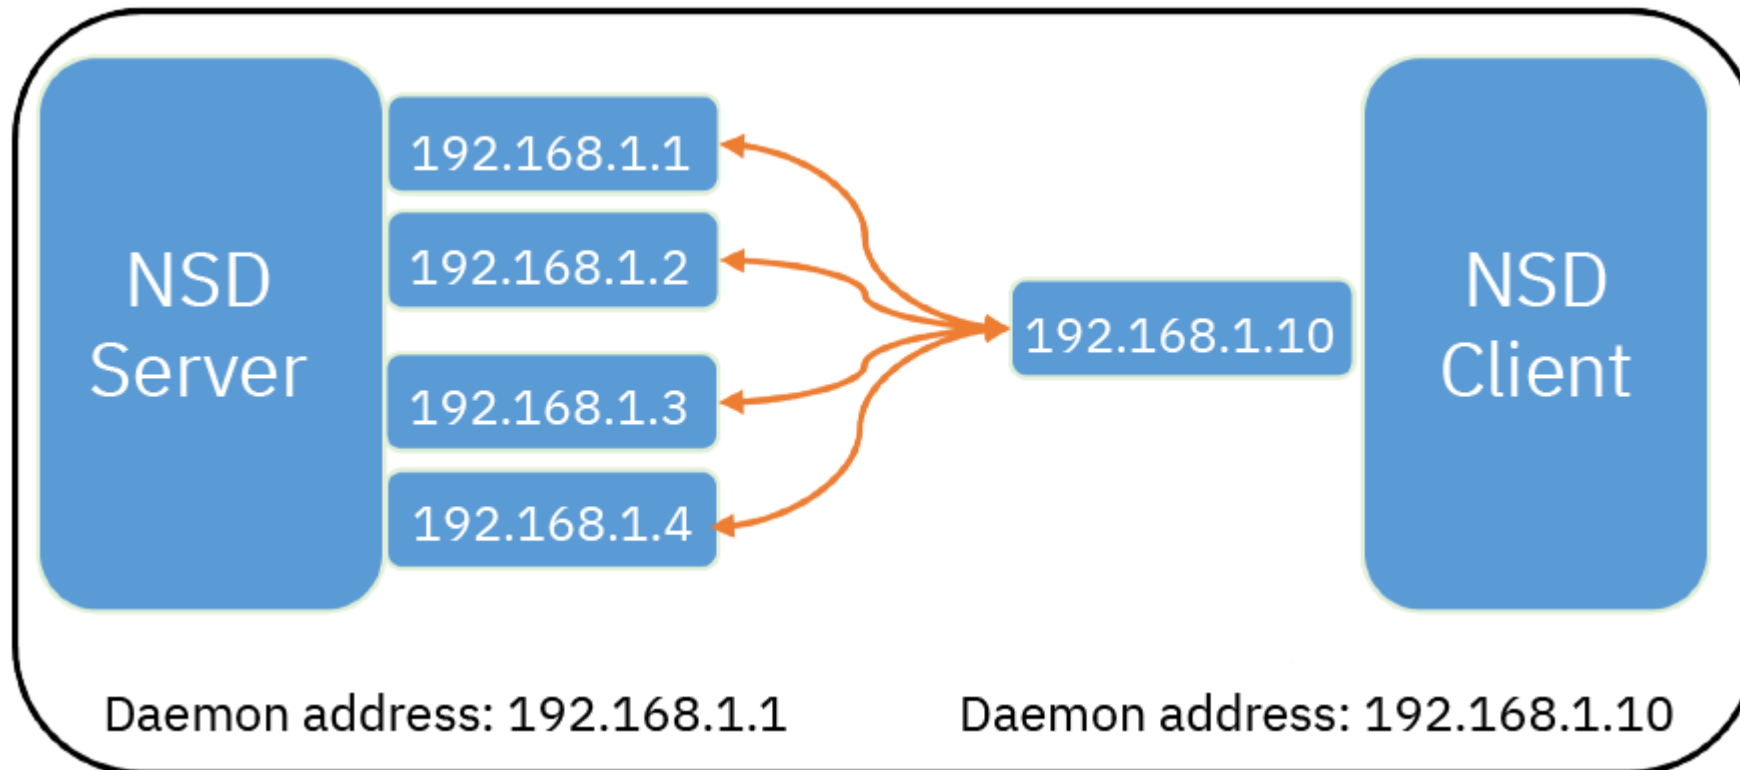 NSD
Server
192.168.1.1
192.168.1.2
192.168.1.3
192.168.1.4
192.168.1.10
NSD
Client
Daemon address: 192.168.1.1
Daemon address: 192.168.1.10